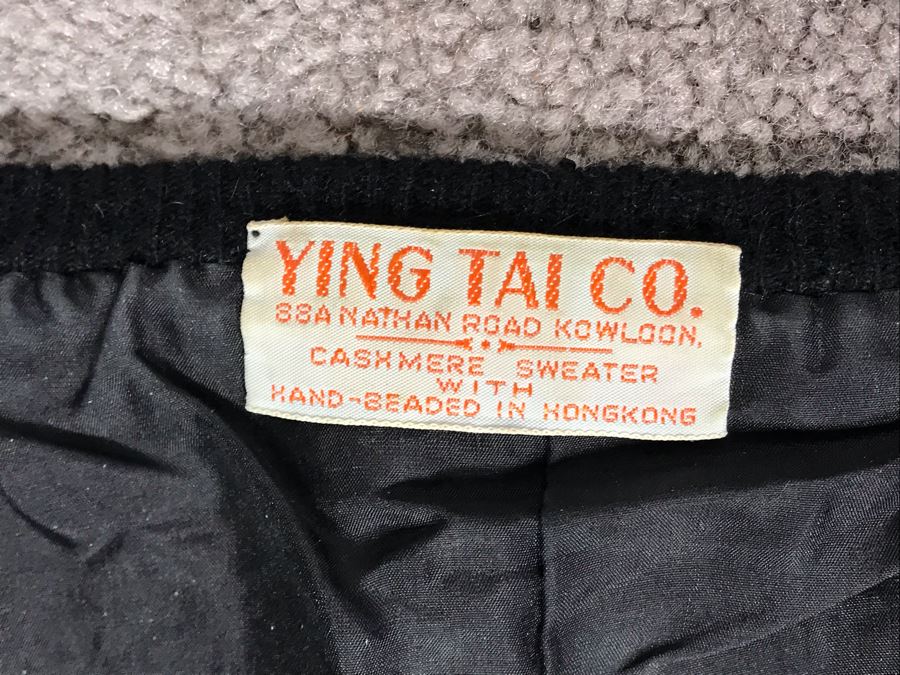 YING TAI CO.
88A NATHAN ROAD KOWLOON,
CASHMERE SWEATER
WITH
HAND-BEADED IN HONGKONG